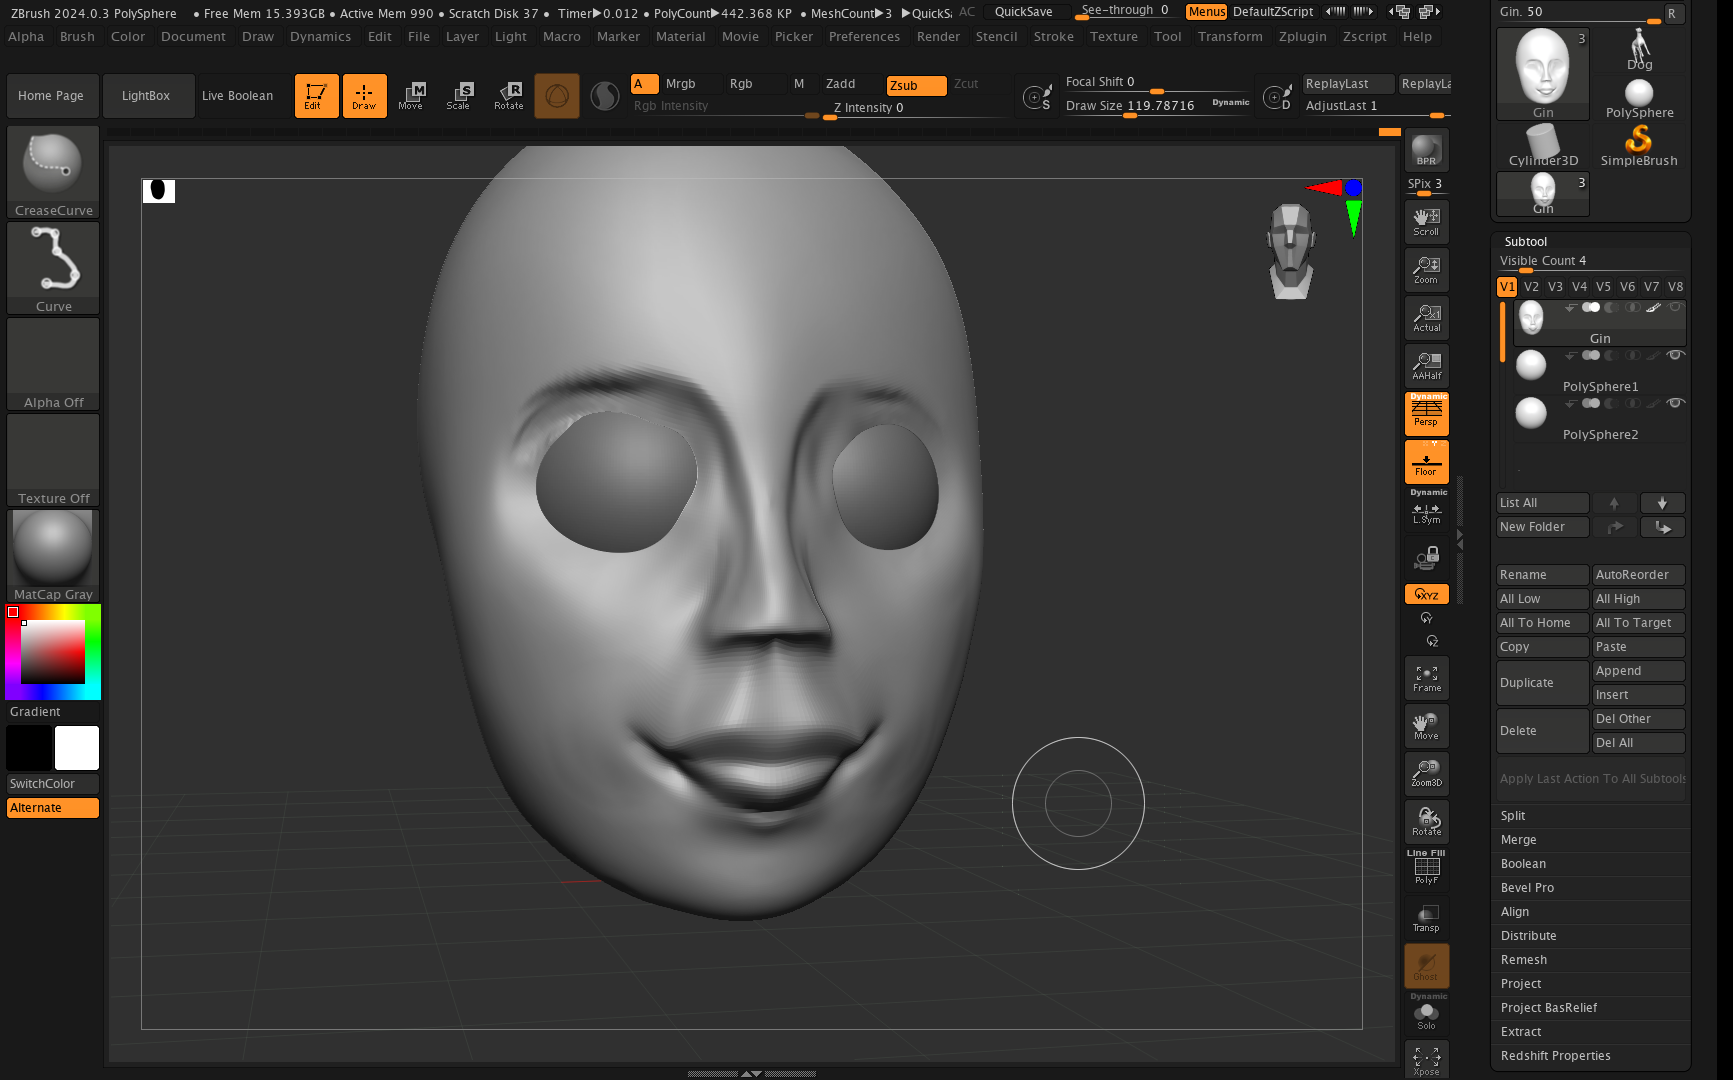 ZBrush 2024.0.3 PolySphere • Free Mem 15.393GB • Active Mem 990 • Scratch Disk 37 • Timer▶0.012 • PolyCount▶442.368 KP • MeshCount▶3 ▶QuickS AC QuickSave See-through 0 Menus DefaultZScript
Alpha Brush Color Document Draw Dynamics Edit File Layer Light Macro Marker Material Movie Picker Preferences Render Stencil Stroke Texture Tool Transform Zplugin Zscript Help
Home Page LightBox Live Boolean Edit Draw Move Scale Rotate
M S R
A Mrgb Rgb M Zadd Zsub Zcut
Rgb Intensity Z Intensity 0
S Focal Shift 0
Draw Size 119.78716 Dynamic
D ReplayLast ReplayLa
AdjustLast 1
CreaseCurve
Curve
Alpha Off
Texture Off
MatCap Gray
Gradient
SwitchColor
Alternate
BPR
SPix 3
Scroll
Zoom
x1
Actual
AAHalf
Dynamic
Persp
Floor
Dynamic
L.Sym
XYZ
Y
Z
Frame
Move
Zoom3D
Rotate
Line Fill
PolyF
Transp
Ghost
Dynamic
Solo
Xpose
Gin. 50 R
3
Gin
Dog
PolySphere
Cylinder3D
SimpleBrush
3
Gin
Subtool
Visible Count 4
V1 V2 V3 V4 V5 V6 V7 V8
Gin
PolySphere1
PolySphere2
List All
New Folder
Rename AutoReorder
All Low All High
All To Home All To Target
Copy Paste
Duplicate Append
Insert
Delete Del Other
Del All
Apply Last Action To All Subtools
Split
Merge
Boolean
Bevel Pro
Align
Distribute
Remesh
Project
Project BasRelief
Extract
Redshift Properties